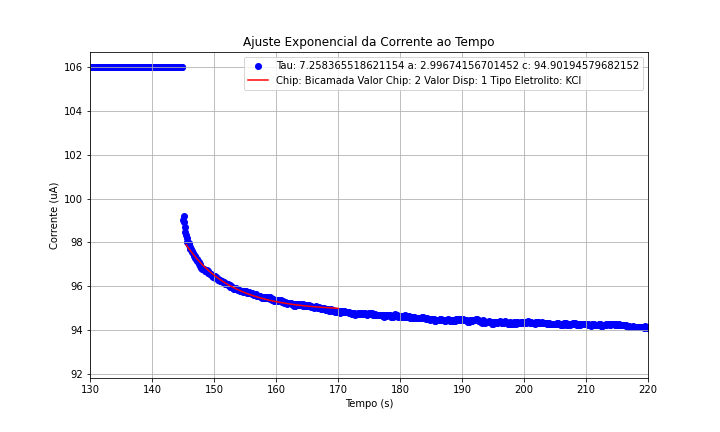 Ajuste Exponencial da Corrente ao Tempo
Tau: 7.258365518621154 a: 2.99674156701452 c: 94.90194579682152
Chip: Bicamada Valor Chip: 2 Valor Disp: 1 Tipo Eletrolito: KCl
Corrente (uA)
106
104
102
100
98
96
94
92
130 140 150 160 170 180 190 200 210 220
Tempo (s)